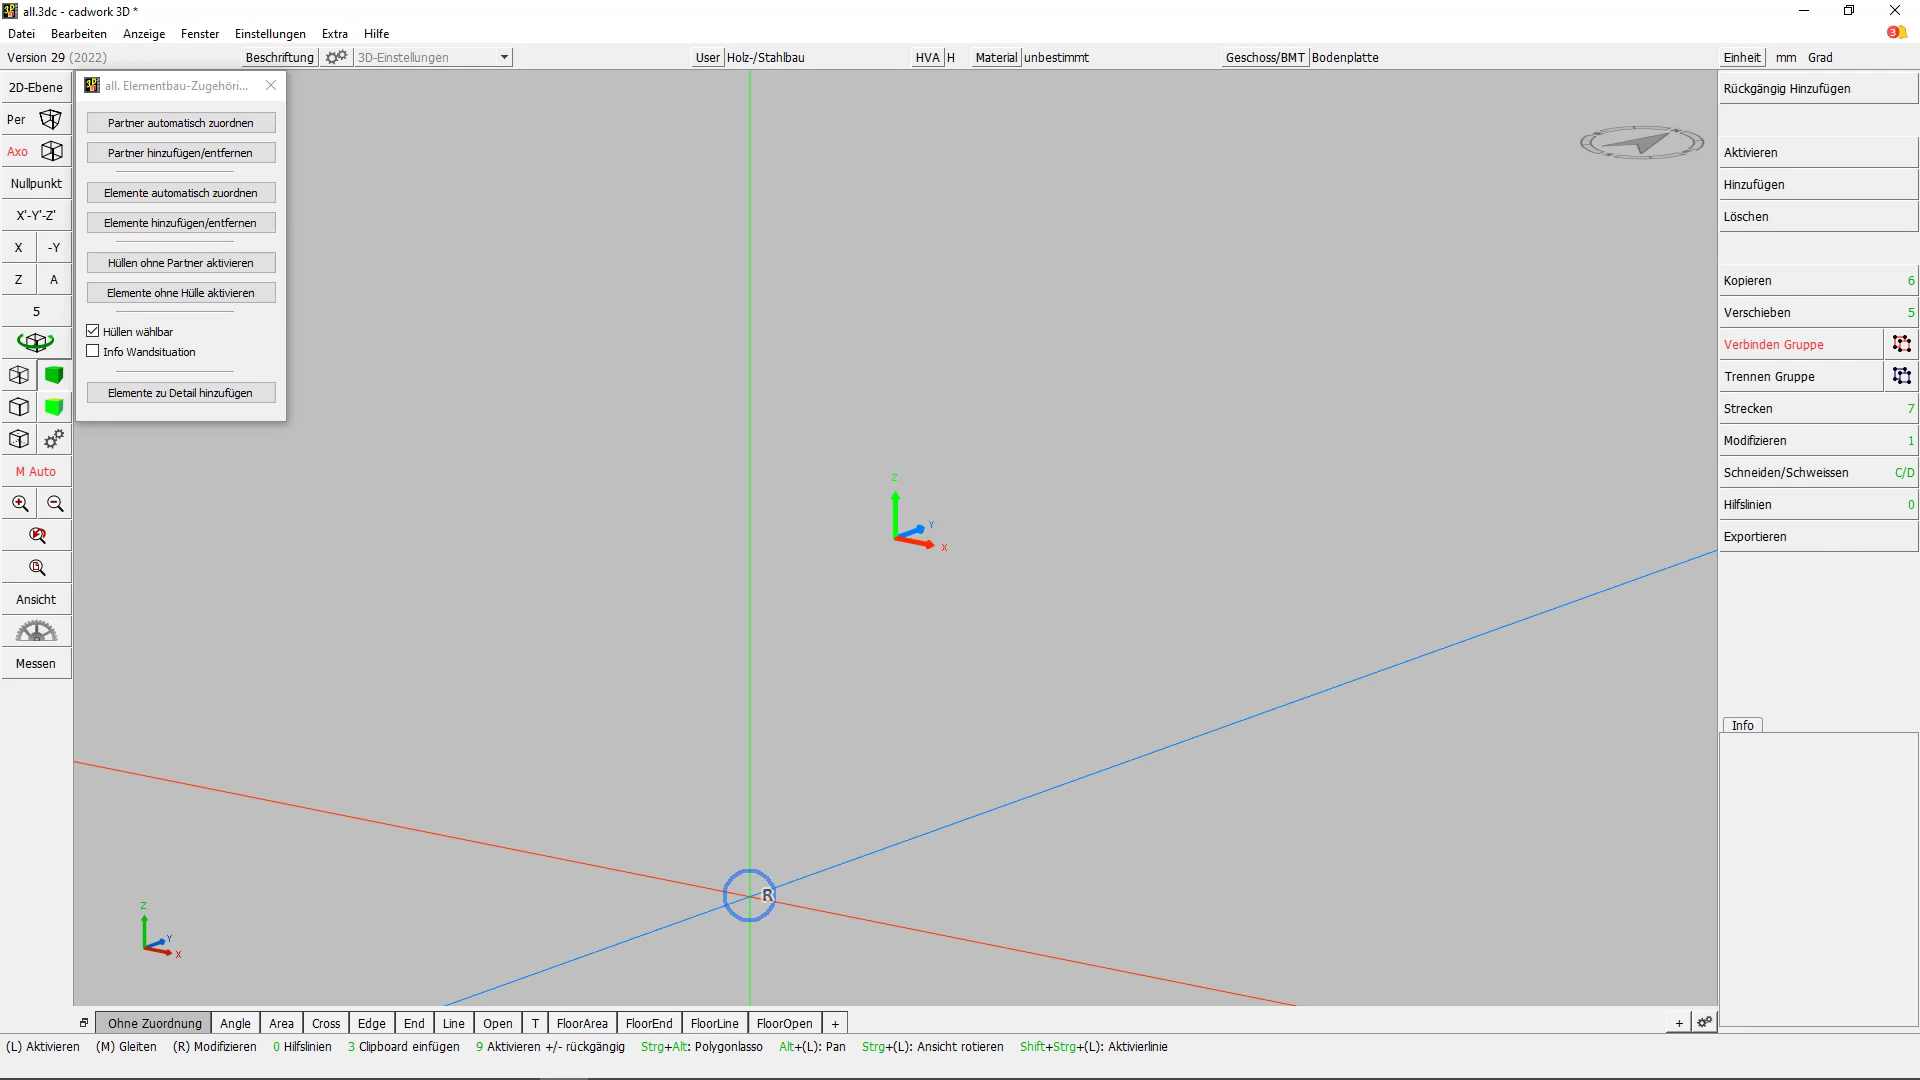 all.3dc - cadwork 3D *
Datei Bearbeiten Anzeige Fenster Einstellungen Extra Hilfe
3
Version 29 (2022) Beschriftung 3D-Einstellungen User Holz/Stahlbau HVA H Material unbestimmt Geschoss/BMT Bodenplatte Einheit mm Grad
2D-Ebene
Per
Axo
Nullpunkt
X'-Y'-Z'
X -Y
Z A
5
M Auto
Ansicht
Messen
all. Elementbau-Zugehöri...
Partner automatisch zuordnen
Partner hinzufügen/entfernen
Elemente automatisch zuordnen
Elemente hinzufügen/entfernen
Hüllen ohne Partner aktivieren
Elemente ohne Hülle aktivieren
Hüllen wählbar
Info Wandsituation
Elemente zu Detail hinzufügen
Z
Y
X
R
Z
Y
X
Rückgängig Hinzufügen
Aktivieren
Hinzufügen
Löschen
Kopieren 6
Verschieben 5
Verbinden Gruppe
Trennen Gruppe
Strecken 7
Modifizieren 1
Schneiden/Schweissen C/D
Hilfslinien 0
Exportieren
Info
Ohne Zuordnung Angle Area Cross Edge End Line Open T FloorArea FloorEnd FloorLine FloorOpen + +
(L) Aktivieren (M) Gleiten (R) Modifizieren 0 Hilfslinien 3 Clipboard einfügen 9 Aktivieren +/- rückgängig Strg+Alt: Polygonlasso Alt+(L): Pan Strg+(L): Ansicht rotieren Shift+Strg+(L): Aktivierlinie